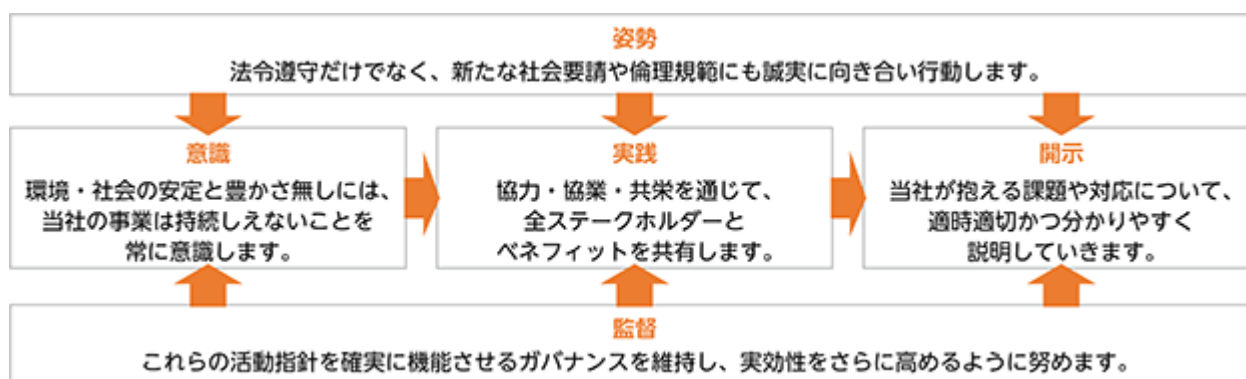 姿勢
法令遵守だけでなく、新たな社会要請や倫理規範にも誠実に向き合い行動します。
意識
環境・社会の安定と豊かさ無しには、
当社の事業は持続しえないことを
常に意識します。
実践
協力・協業・共栄を通じて、
全ステークホルダーと
ベネフィットを共有します。
開示
当社が抱える課題や対応について、
適時適切かつ分かりやすく
説明していきます。
監督
これらの活動指針を確実に機能させるガバナンスを維持し、実効性をさらに高めるように努めます。